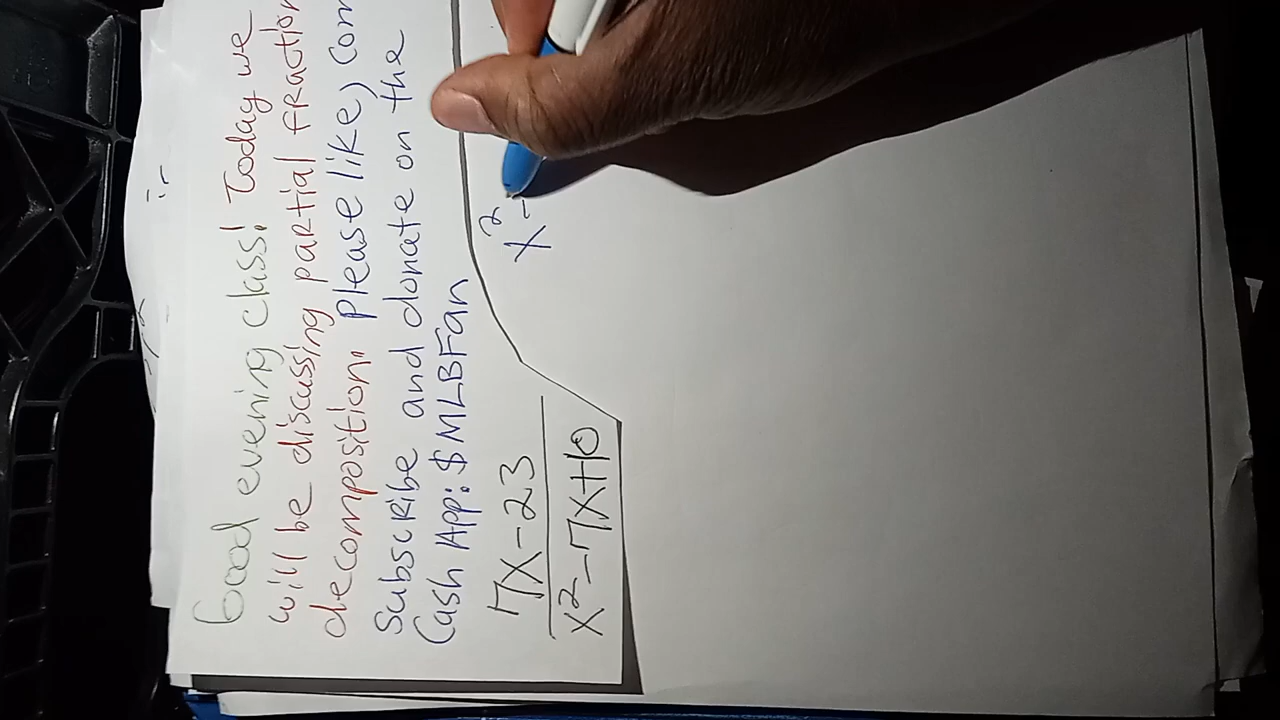 Good evening class! Today we
will be discussing partial fraction
decomposition. please like, com
Subscribe and donate on the
Cash App: $MLBFan
7x-23
x²-7x+10
x²-